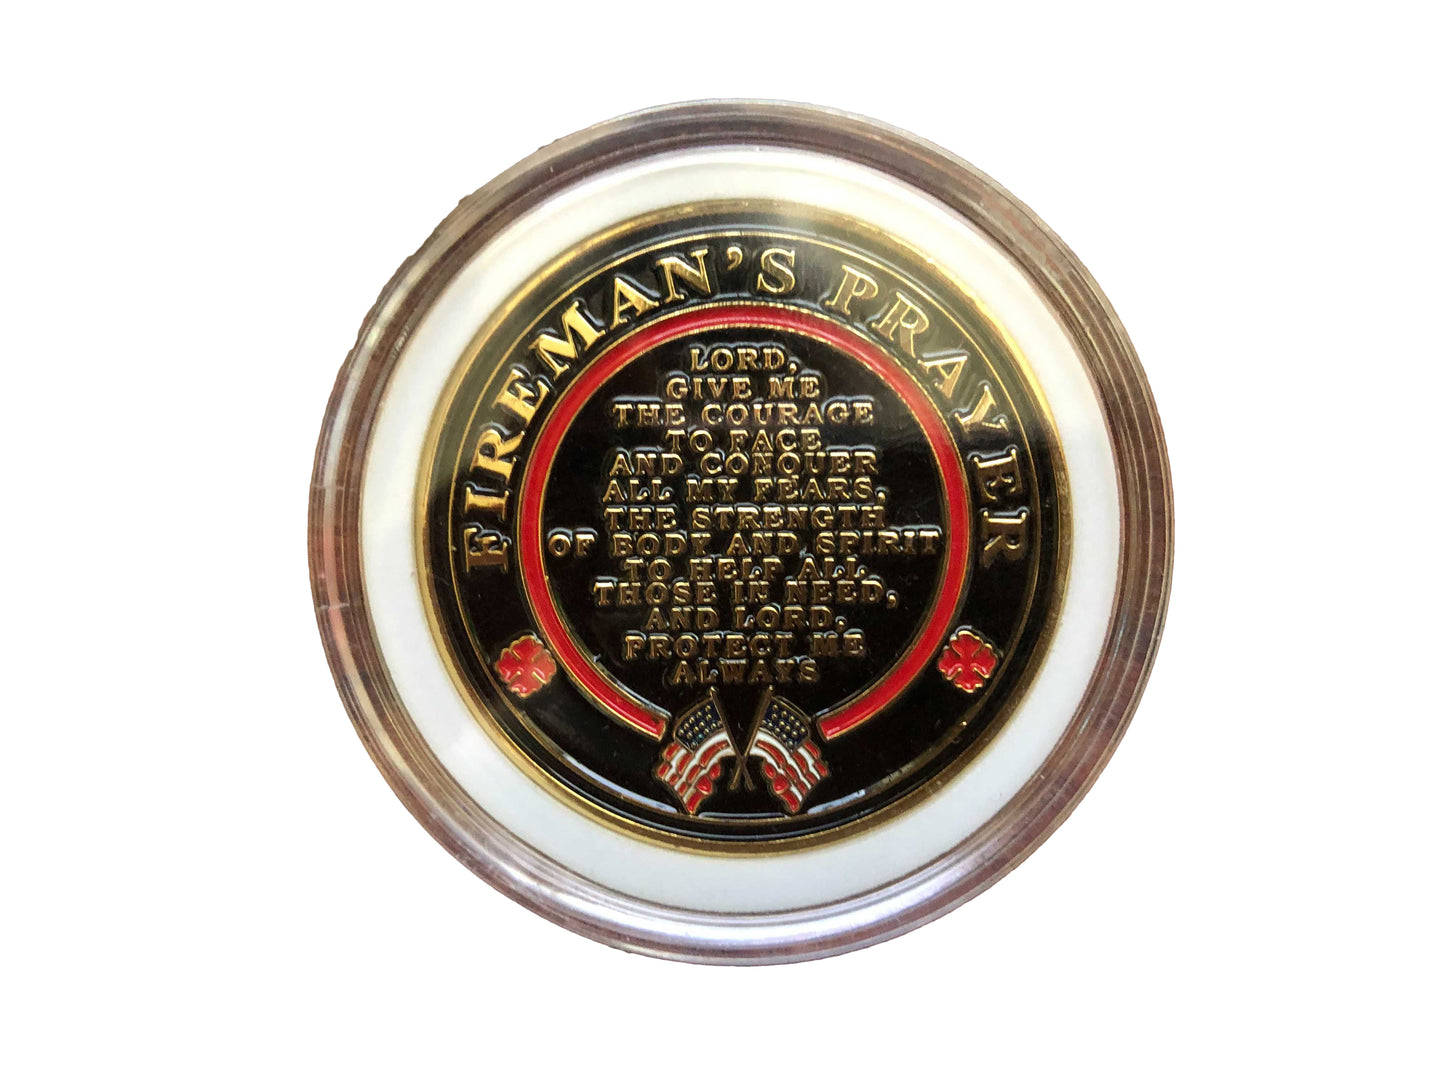 FIREMAN'S PRAYER
LORD,
GIVE ME
THE COURAGE
TO FACE
AND CONQUER
ALL MY FEARS,
THE STRENGTH
OF BODY AND SPIRIT
TO HELP ALL
THOSE IN NEED,
AND LORD,
PROTECT ME
ALWAYS